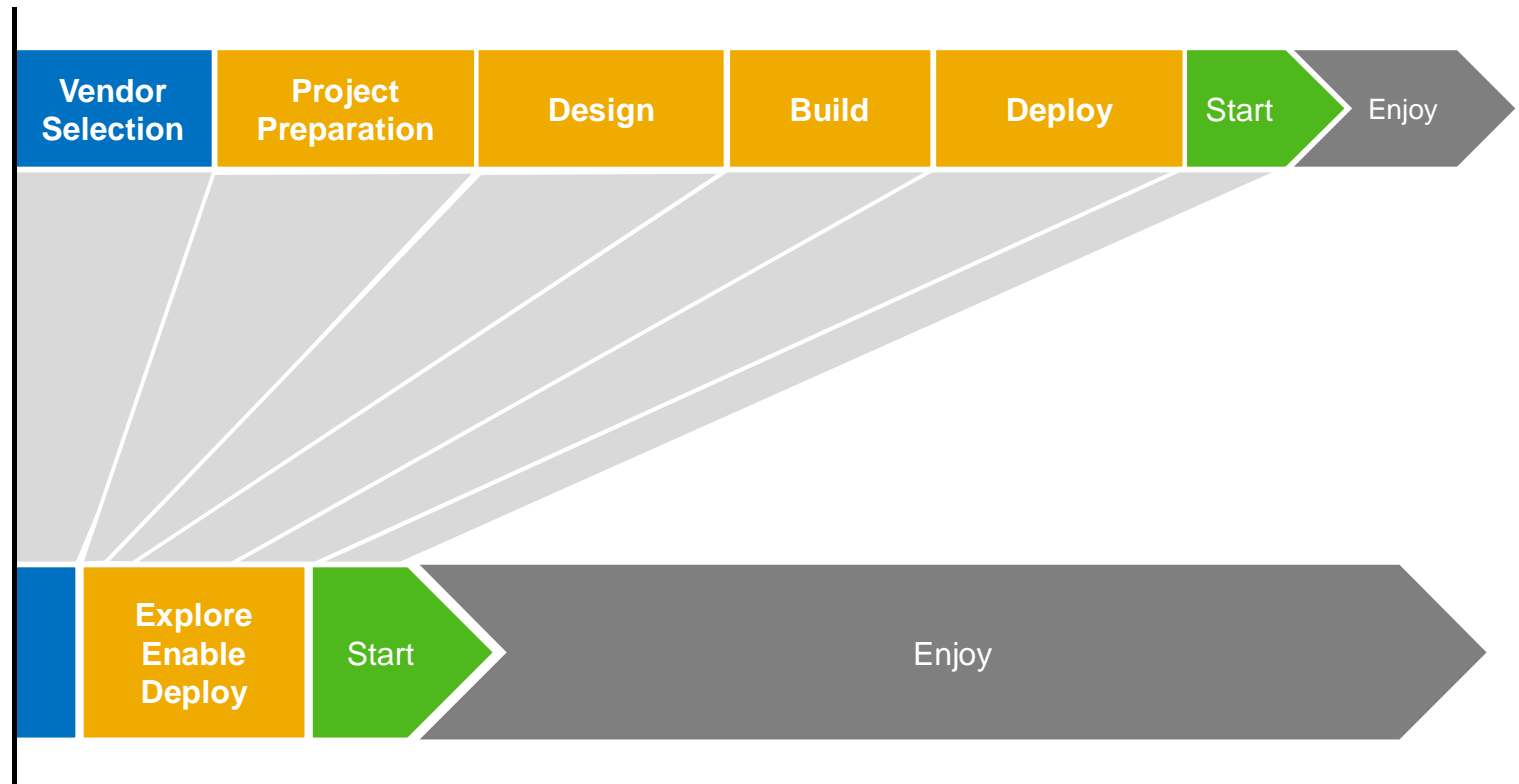 Vendor
Selection
Project
Preparation
Design
Build
Deploy
Start
Enjoy
Explore
Enable
Deploy
Start
Enjoy